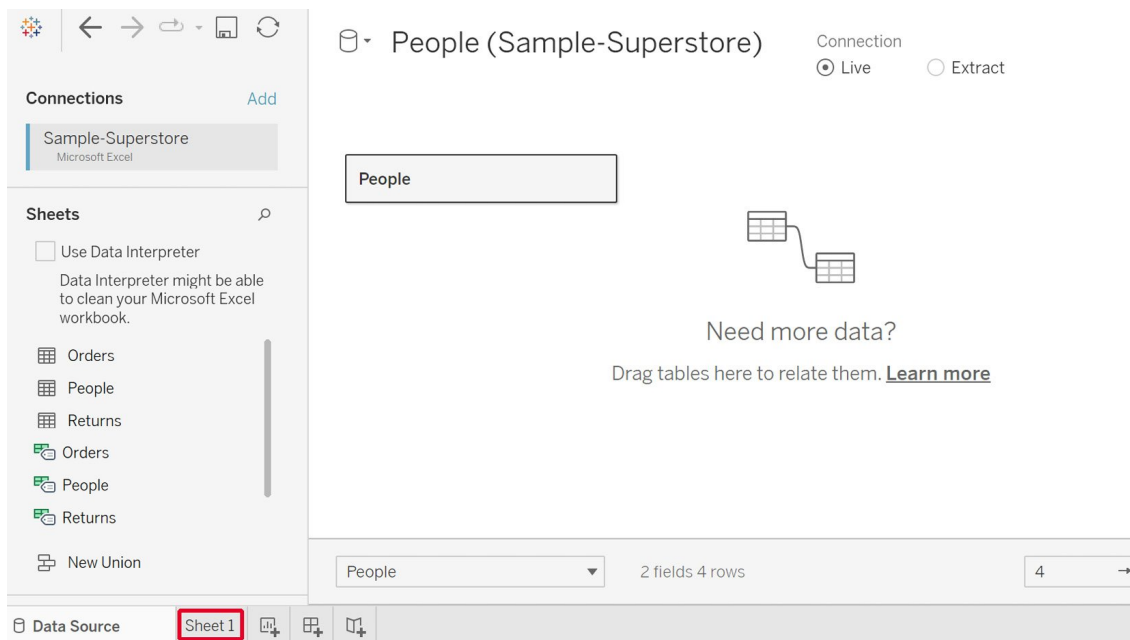 People (Sample-Superstore)
Connection
Live
Extract
Connections
Add
Sample-Superstore
Microsoft Excel
People
Sheets
Use Data Interpreter
Data Interpreter might be able
to clean your Microsoft Excel
workbook.
Orders
People
Returns
Orders
People
Returns
New Union
Need more data?
Drag tables here to relate them. Learn more
People
2 fields 4 rows
4
Data Source
Sheet 1